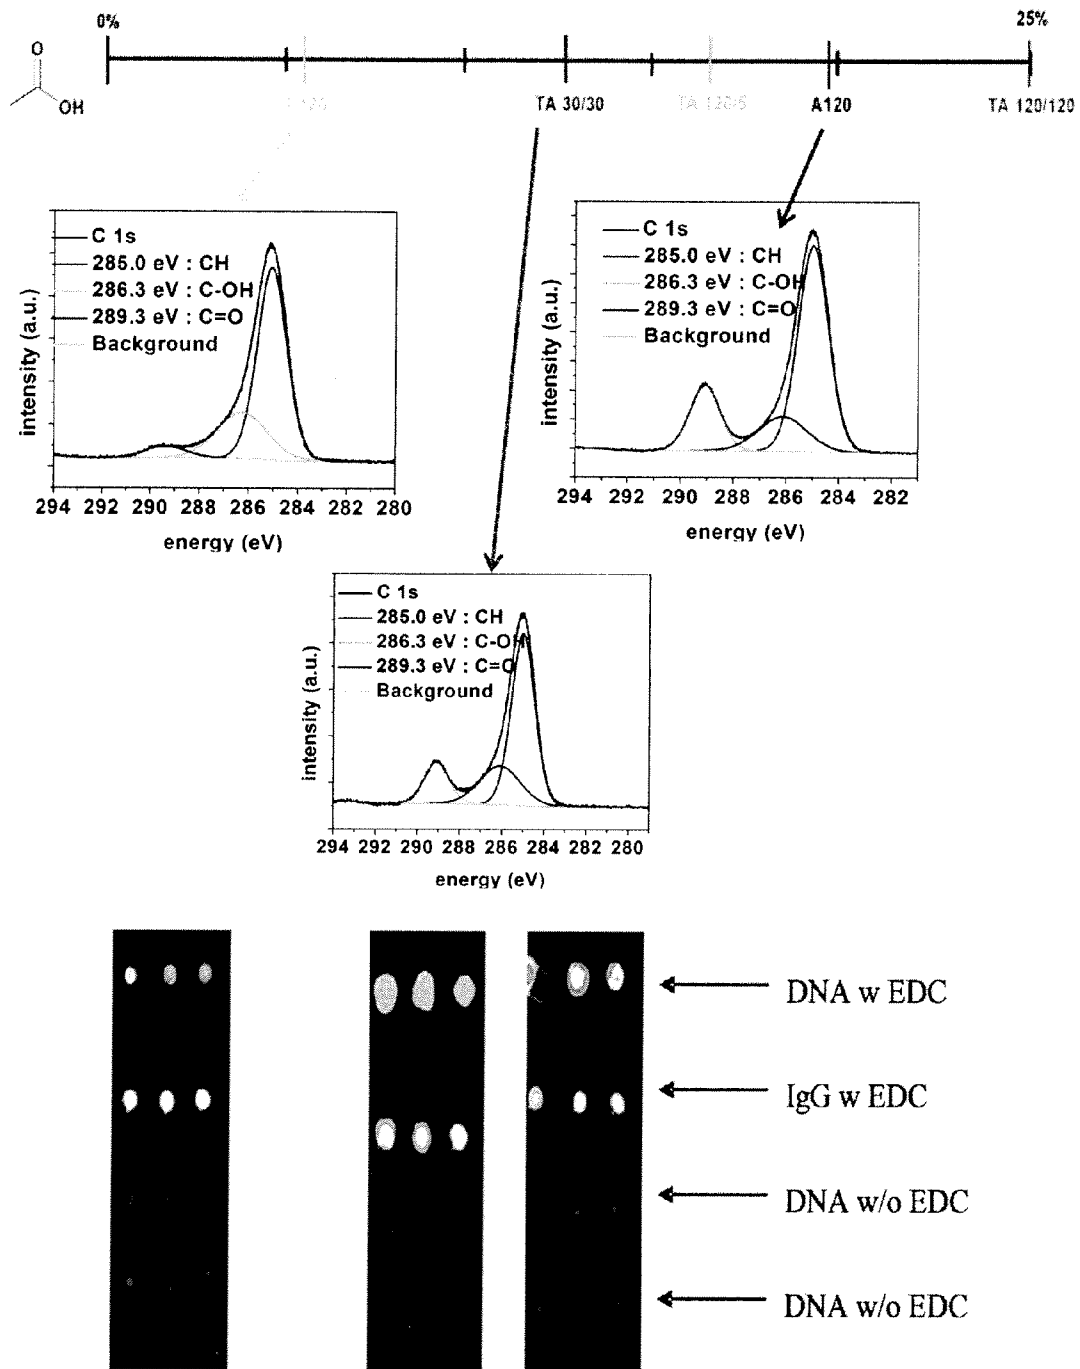 0%
25%
O
OH
TA 30/30
TA 120/5
A120
TA 120/120
C 1s
285.0 eV : CH
286.3 eV : C-OH
289.3 eV : C=O
Background
intensity (a.u.)
294 292 290 288 286 284 282 280
energy (eV)
C 1s
285.0 eV : CH
286.3 eV : C-OH
289.3 eV : C=O
Background
intensity (a.u.)
294 292 290 288 286 284 282
energy (eV)
C 1s
285.0 eV : CH
286.3 eV : C-OH
289.3 eV : C=O
Background
intensity (a.u.)
294 292 290 288 286 284 282 280
energy (eV)
DNA w EDC
IgG w EDC
DNA w/o EDC
DNA w/o EDC